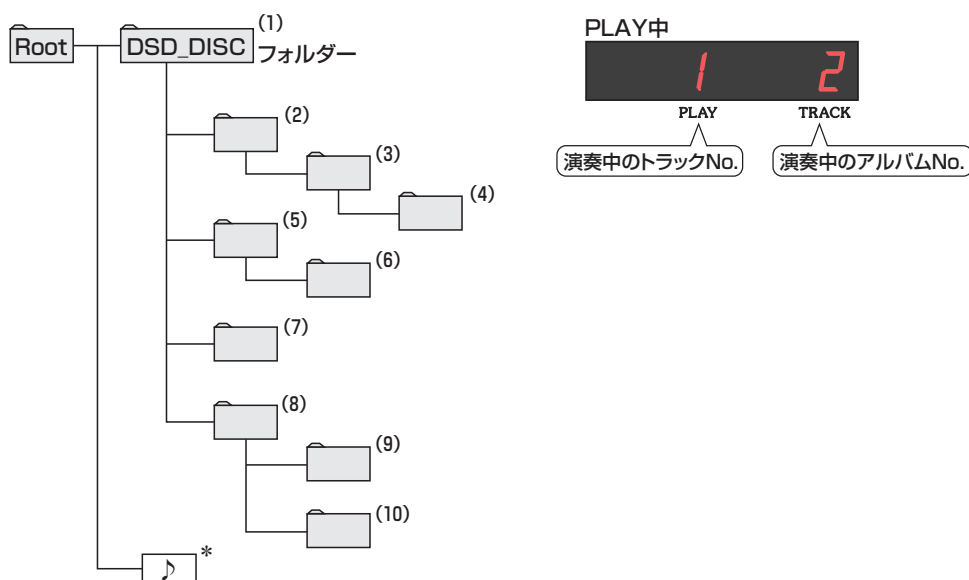 Root
DSD_DISC
(1)
フォルダー
(2)
(3)
(4)
(5)
(6)
(7)
(8)
(9)
(10)
♪
*
PLAY中
1 2
PLAY TRACK
演奏中のトラックNo. 演奏中のアルバムNo.